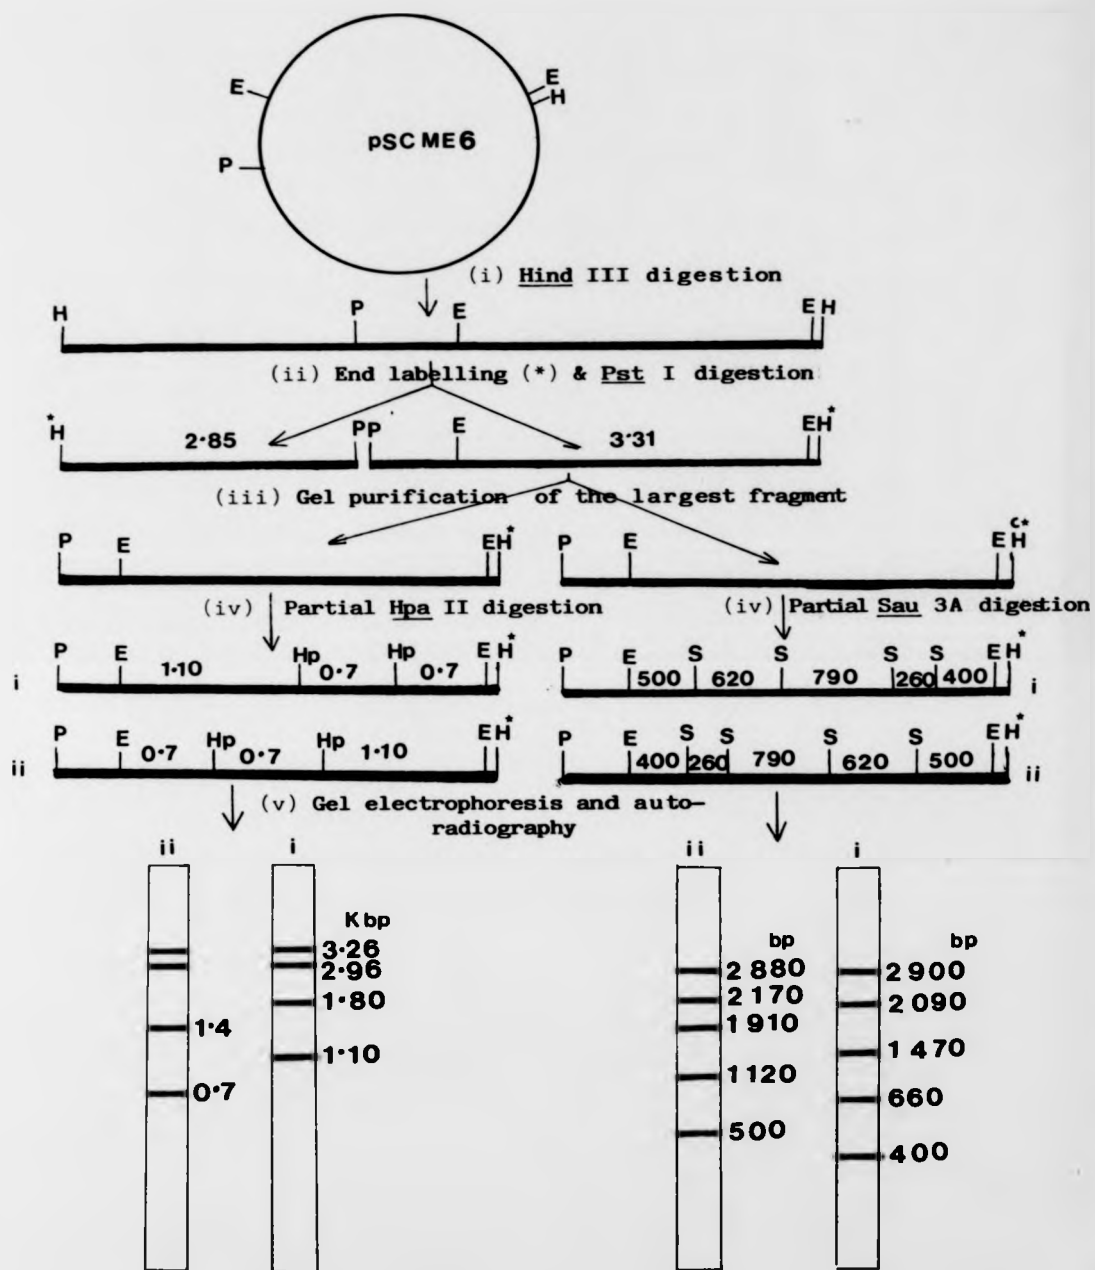 E
E
H
pSC ME6
P
(i) Hind III digestion
H P E E H
(ii) End labelling (*) & Pst I digestion
*H 2·85 P P E 3·31 E H*
(iii) Gel purification of the largest fragment
P E E H* P E E H c*
(iv) Partial Hpa II digestion (iv) Partial Sau 3A digestion
P E 1·10 Hp 0·7 Hp 0·7 E H* P E 500 S 620 S 790 S 260 S 400 E H*
i i
P E 0·7 Hp 0·7 Hp 1·10 E H* P E 400 S 260 S 790 S 620 S 500 E H*
ii ii
(v) Gel electrophoresis and auto-
radiography
ii i ii i
Kbp
bp bp
3·26
2·96
2 880 2900
1·80
2170 2090
1·4
1910
1·10
1470
0·7
1120
660
500
400